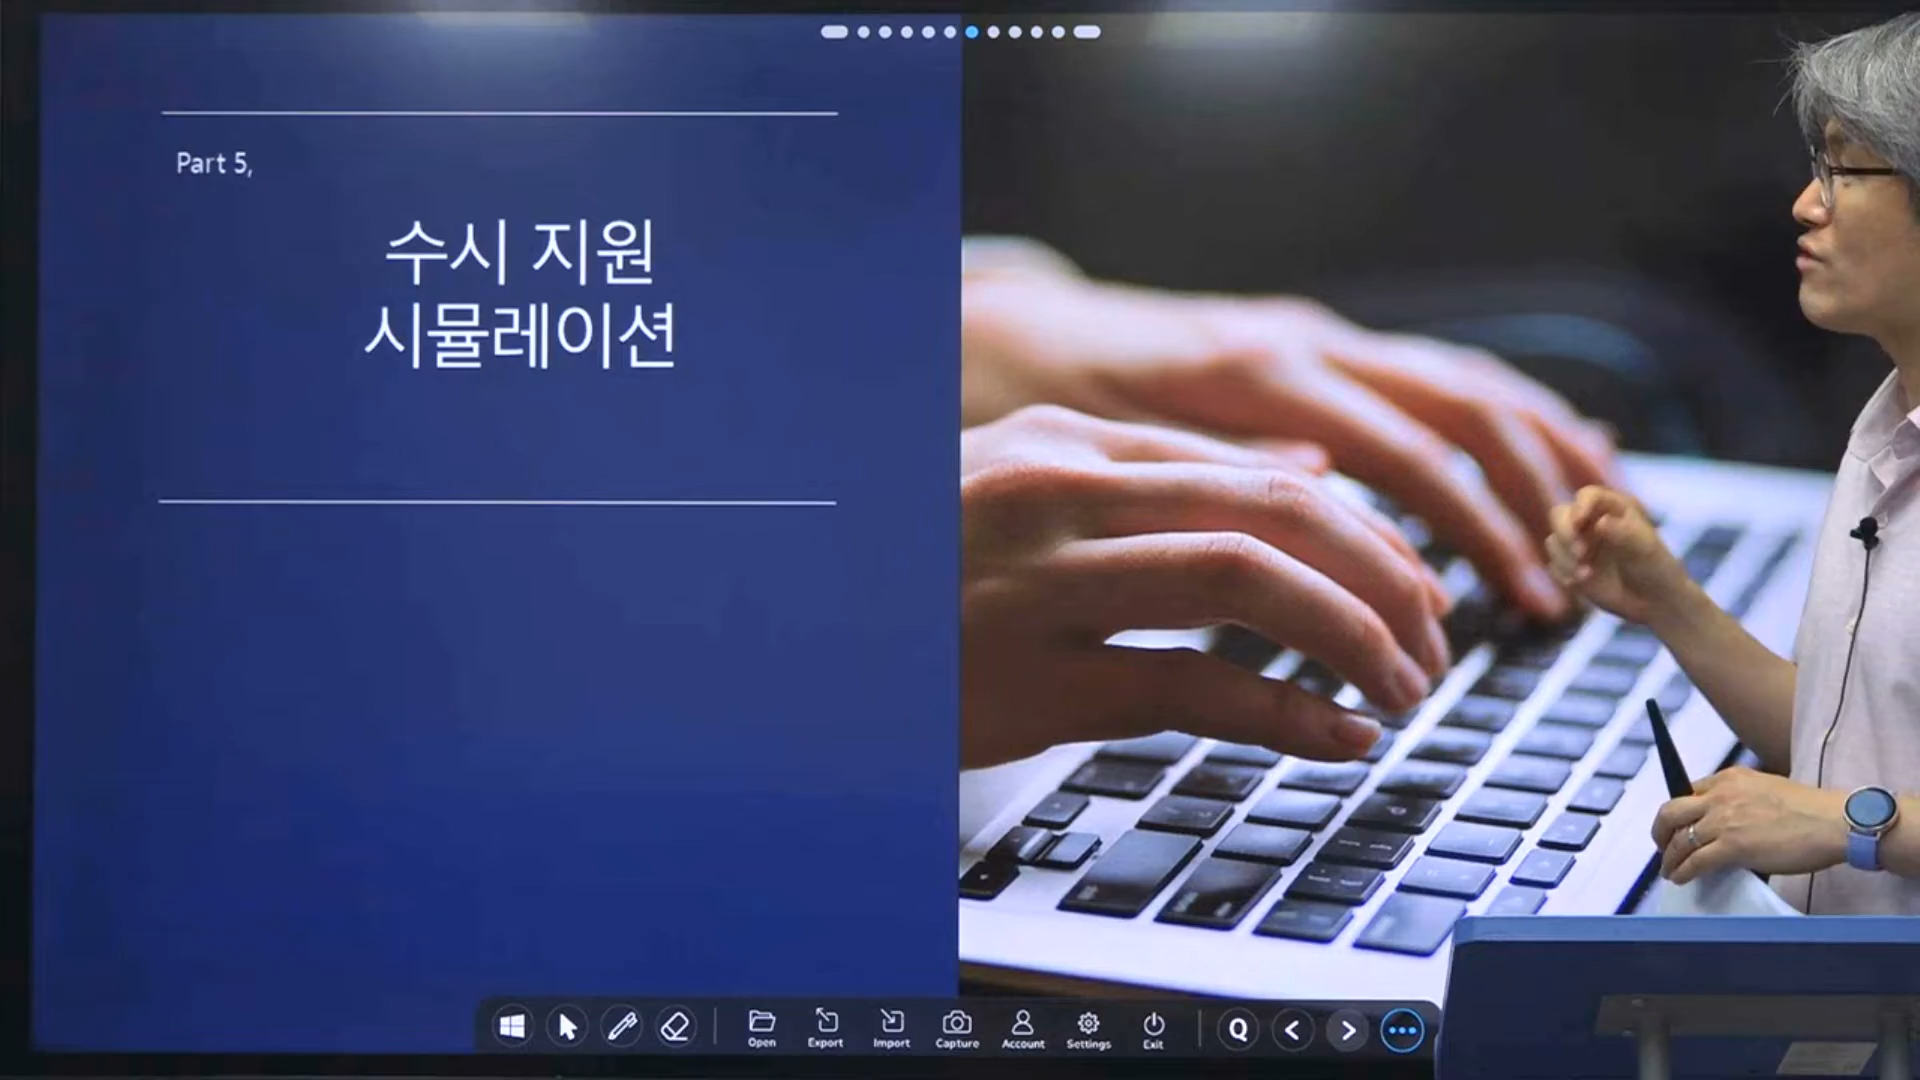 Part 5,
수시 지원
시뮬레이션
Open Export Import Capture Account Settings Exit Q